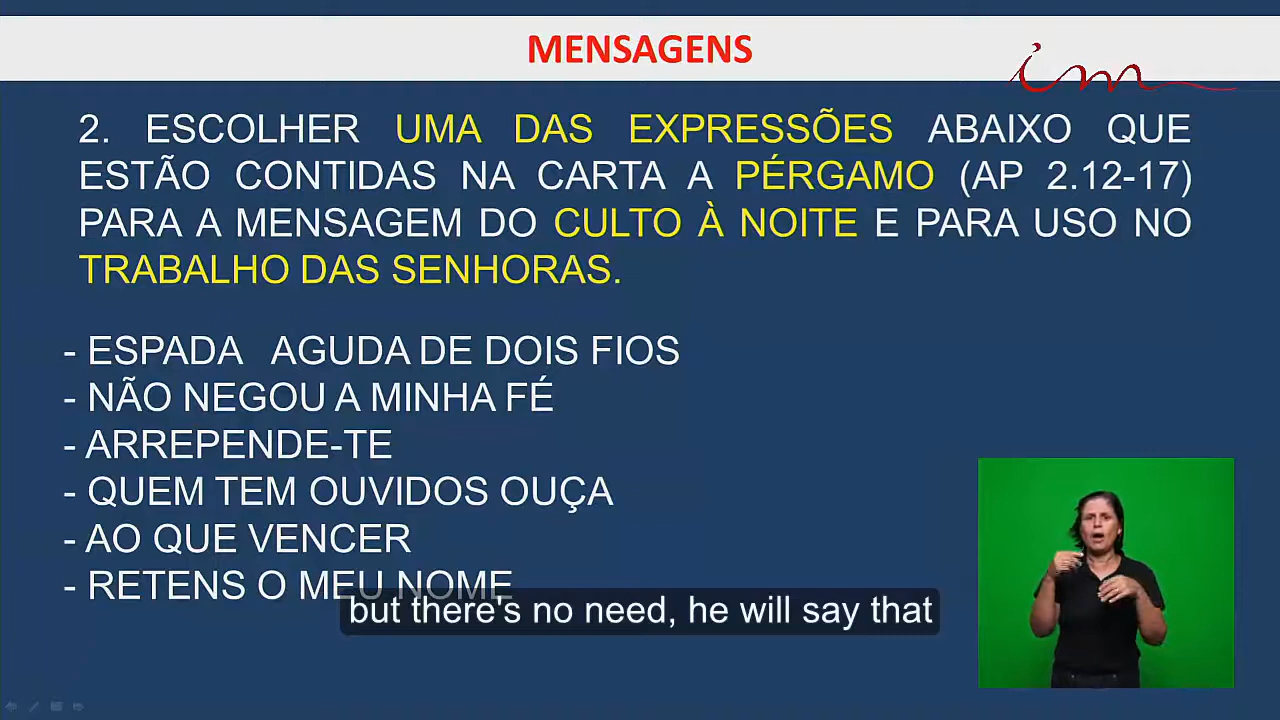 MENSAGENS
im
2. ESCOLHER UMA DAS EXPRESSÕES ABAIXO QUE
ESTÃO CONTIDAS NA CARTA A PÉRGAMO (AP 2.12-17)
PARA A MENSAGEM DO CULTO À NOITE E PARA USO NO
TRABALHO DAS SENHORAS.
- ESPADA AGUDA DE DOIS FIOS
- NÃO NEGOU A MINHA FÉ
- ARREPENDE-TE
- QUEM TEM OUVIDOS OUÇA
- AO QUE VENCER
- RETENS O MEU NOME
but there's no need, he will say that